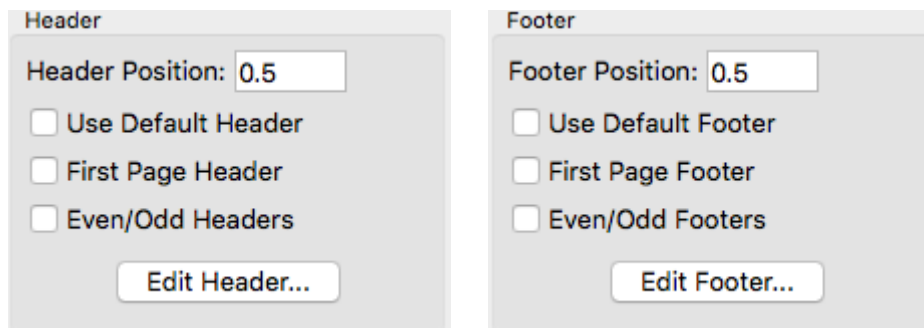 Header
Header Position: 0.5
Use Default Header
First Page Header
Even/Odd Headers
Edit Header...
Footer
Footer Position: 0.5
Use Default Footer
First Page Footer
Even/Odd Footers
Edit Footer...